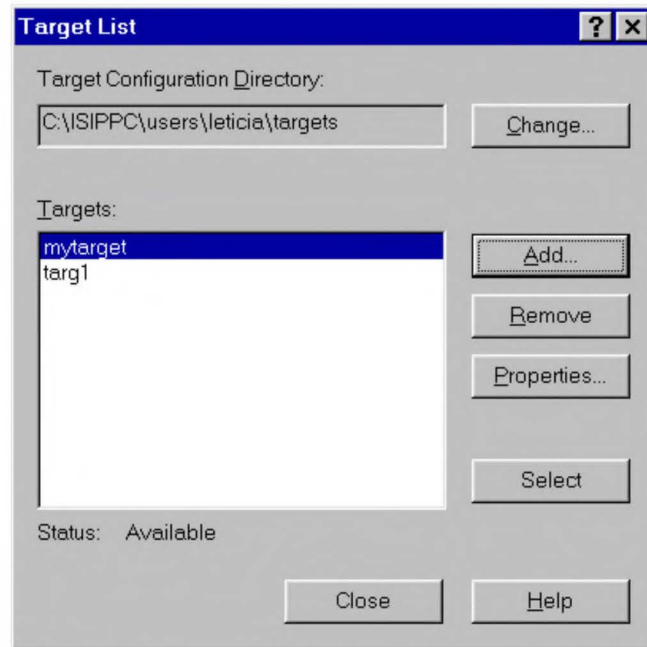 Target List
? ×
Target Configuration Directory:
C:\ISIPPC\users\leticia\targets
Change...
Targets:
mytarget
targ1
Add...
Remove
Properties...
Select
Status: Available
Close
Help